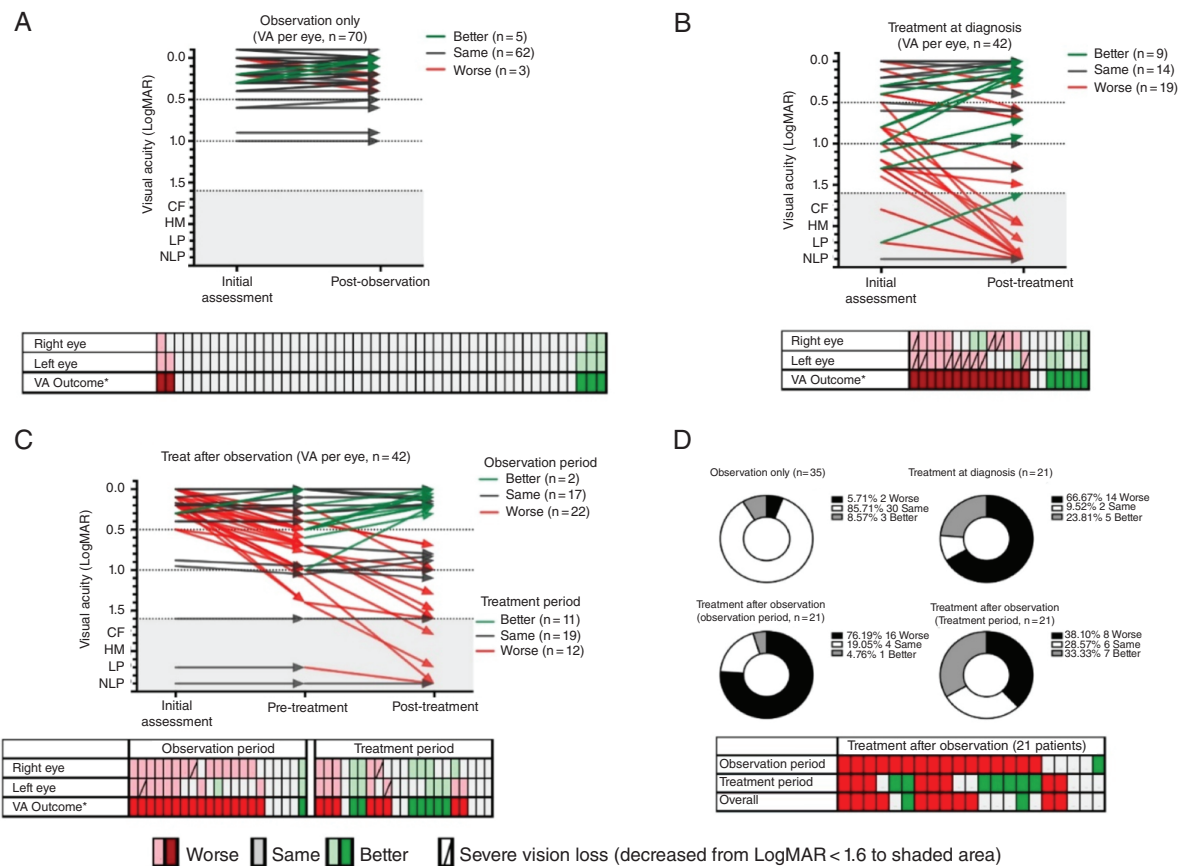 A
Observation only
(VA per eye, n = 70)
Better (n = 5)
Same (n = 62)
Worse (n = 3)
Visual acuity (LogMAR)
0.0
0.5
1.0
1.5
CF
HM
LP
NLP
Initial
assessment
Post-observation
Right eye
Left eye
VA Outcome*
B
Treatment at diagnosis
(VA per eye, n = 42)
Better (n = 9)
Same (n = 14)
Worse (n = 19)
Visual acuity (LogMAR)
0.0
0.5
1.0
1.5
CF
HM
LP
NLP
Initial
assessment
Post-treatment
Right eye
Left eye
VA Outcome*
C
Treat after observation (VA per eye, n = 42)
Observation period
Better (n = 2)
Same (n = 17)
Worse (n = 22)
Treatment period
Better (n = 11)
Same (n = 19)
Worse (n = 12)
Visual acuity (LogMAR)
0.0
0.5
1.0
1.5
CF
HM
LP
NLP
Initial
assessment
Pre-treatment
Post-treatment
Observation period
Treatment period
Right eye
Left eye
VA Outcome*
D
Observation only (n = 35)
5.71% 2 Worse
85.71% 30 Same
8.57% 3 Better
Treatment at diagnosis (n = 21)
66.67% 14 Worse
9.52% 2 Same
23.81% 5 Better
Treatment after observation
(observation period, n = 21)
76.19% 16 Worse
19.05% 4 Same
4.76% 1 Better
Treatment after observation
(Treatment period, n = 21)
38.10% 8 Worse
28.57% 6 Same
33.33% 7 Better
Treatment after observation (21 patients)
Observation period
Treatment period
Overall
Worse
Same
Better
Severe vision loss (decreased from LogMAR < 1.6 to shaded area)